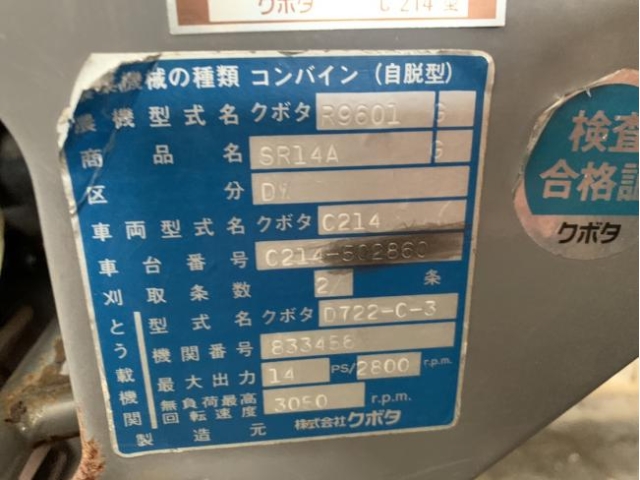 クボタ C214型
機械の種類 コンバイン（自脱型）
農機型式名 クボタ R9601 G
商品名 SR14A G
区分
車両型式名 クボタ C214
車台番号 C214-502860
刈取条数 2 条
とう載機関
型式名 クボタ D722-C-3
機関番号
最大出力 14 PS/2800 r.p.m.
無負荷最高回転速度 3050 r.p.m.
製造元 株式会社クボタ
検査
合格
クボタ